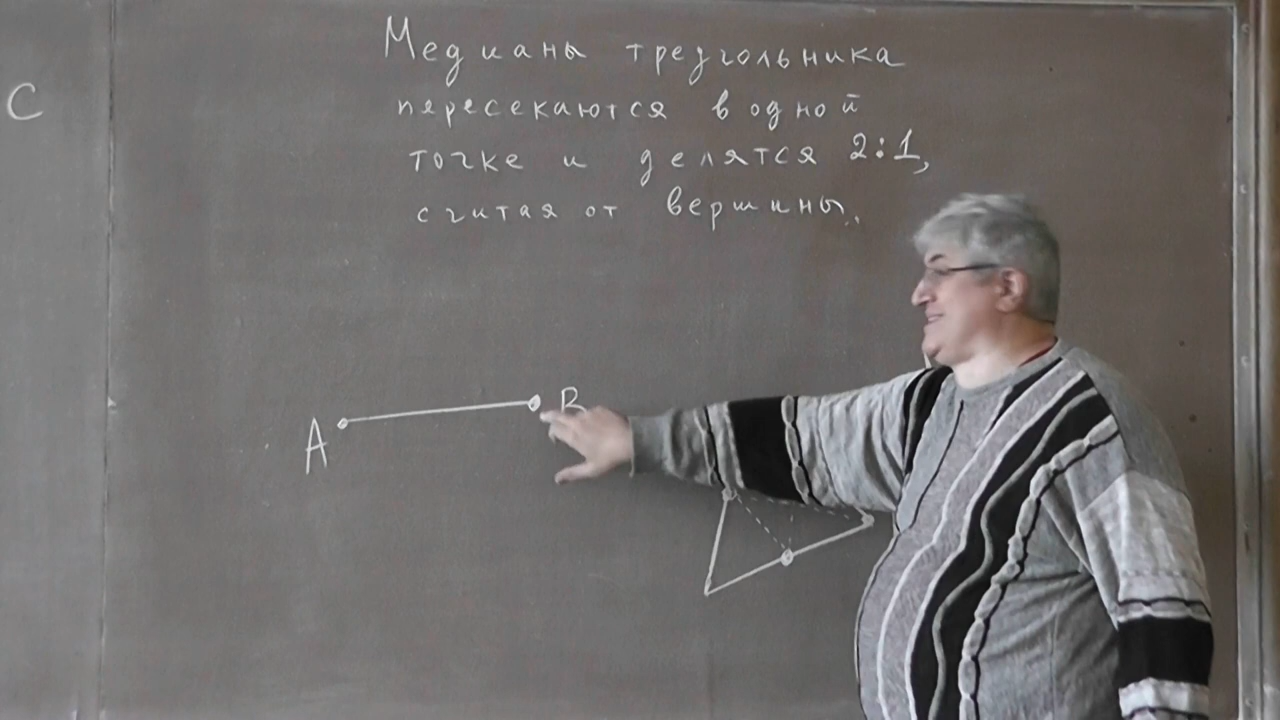 Медианы треугольника
пересекаются в одной
точке и делятся 2:1,
считая от вершины.
C
A
B